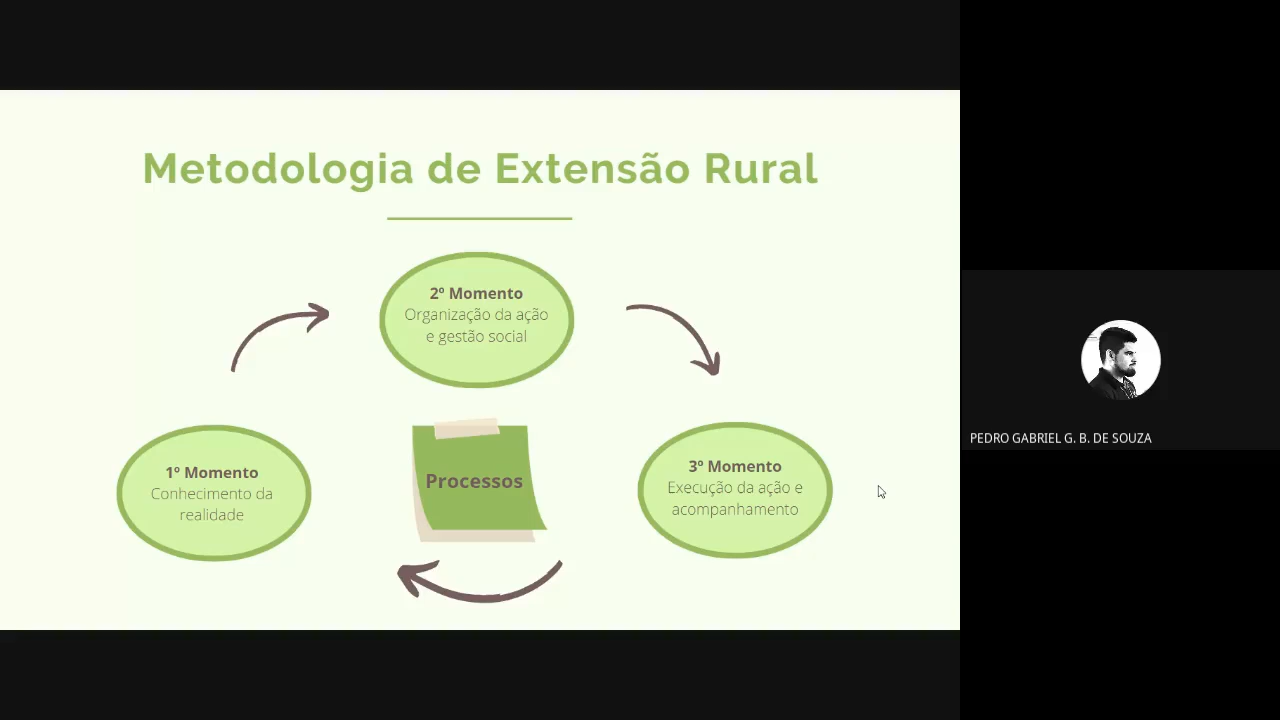 Metodologia de Extensão Rural
2º Momento
Organização da ação
e gestão social
1º Momento
Conhecimento da
realidade
Processos
3º Momento
Execução da ação e
acompanhamento
PEDRO GABRIEL G. B. DE SOUZA